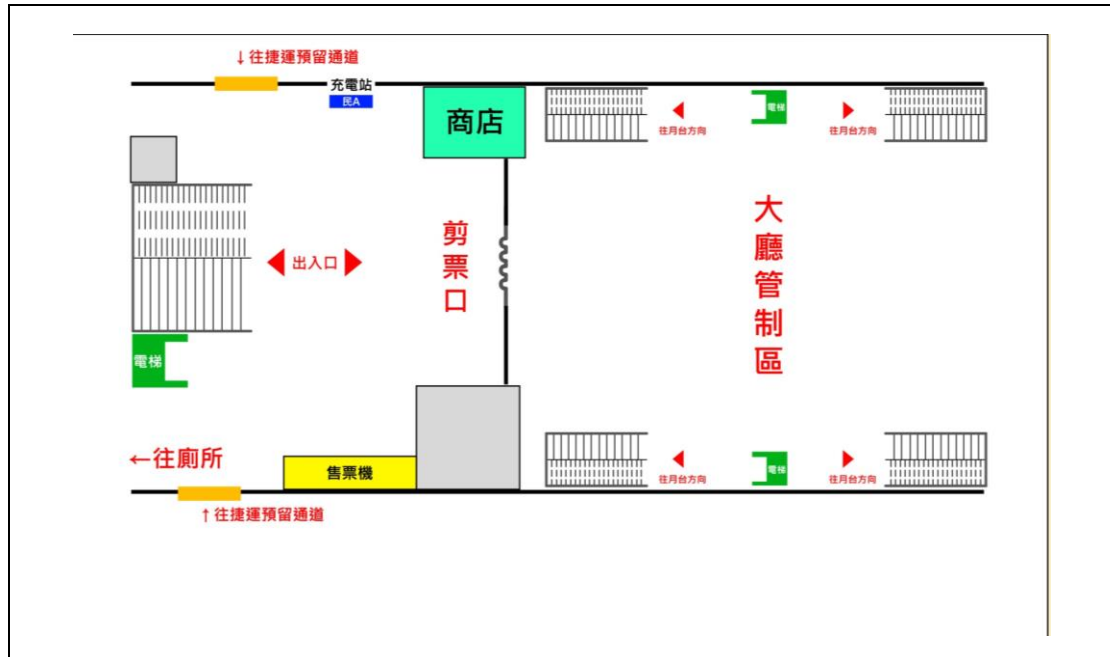 ↓往捷運預留通道
充電站
民A
商店
電梯
往月台方向
往月台方向
剪票口
大廳管制區
出入口
電梯
←往廁所
售票機
電梯
往月台方向
往月台方向
↑往捷運預留通道